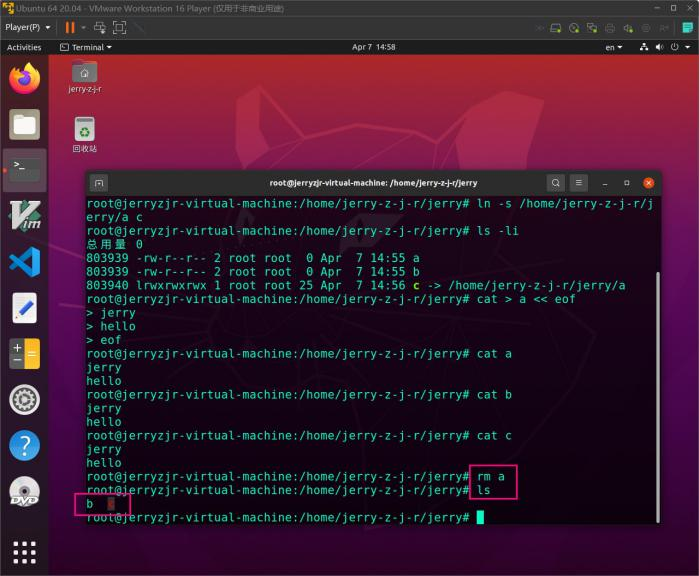 Ubuntu 64 20.04 - VMware Workstation 16 Player (仅用于非商业用途)
Player(P)
Activities
Terminal
Apr 7 14:58
en
jerry-z-j-r
回收站
root@jerryzjr-virtual-machine: /home/jerry-z-j-r/jerry
root@jerryzjr-virtual-machine:/home/jerry-z-j-r/jerry# ln -s /home/jerry-z-j-r/j
erry/a c
root@jerryzjr-virtual-machine:/home/jerry-z-j-r/jerry# ls -li
总用量 0
803939 -rw-r--r-- 2 root root  0 Apr  7 14:55 a
803939 -rw-r--r-- 2 root root  0 Apr  7 14:55 b
803940 lrwxrwxrwx 1 root root 25 Apr  7 14:56 c -> /home/jerry-z-j-r/jerry/a
root@jerryzjr-virtual-machine:/home/jerry-z-j-r/jerry# cat > a << eof
> jerry
> hello
> eof
root@jerryzjr-virtual-machine:/home/jerry-z-j-r/jerry# cat a
jerry
hello
root@jerryzjr-virtual-machine:/home/jerry-z-j-r/jerry# cat b
jerry
hello
root@jerryzjr-virtual-machine:/home/jerry-z-j-r/jerry# cat c
jerry
hello
root@jerryzjr-virtual-machine:/home/jerry-z-j-r/jerry# rm a
root@jerryzjr-virtual-machine:/home/jerry-z-j-r/jerry# ls
b c
root@jerryzjr-virtual-machine:/home/jerry-z-j-r/jerry#
Vim
DVD